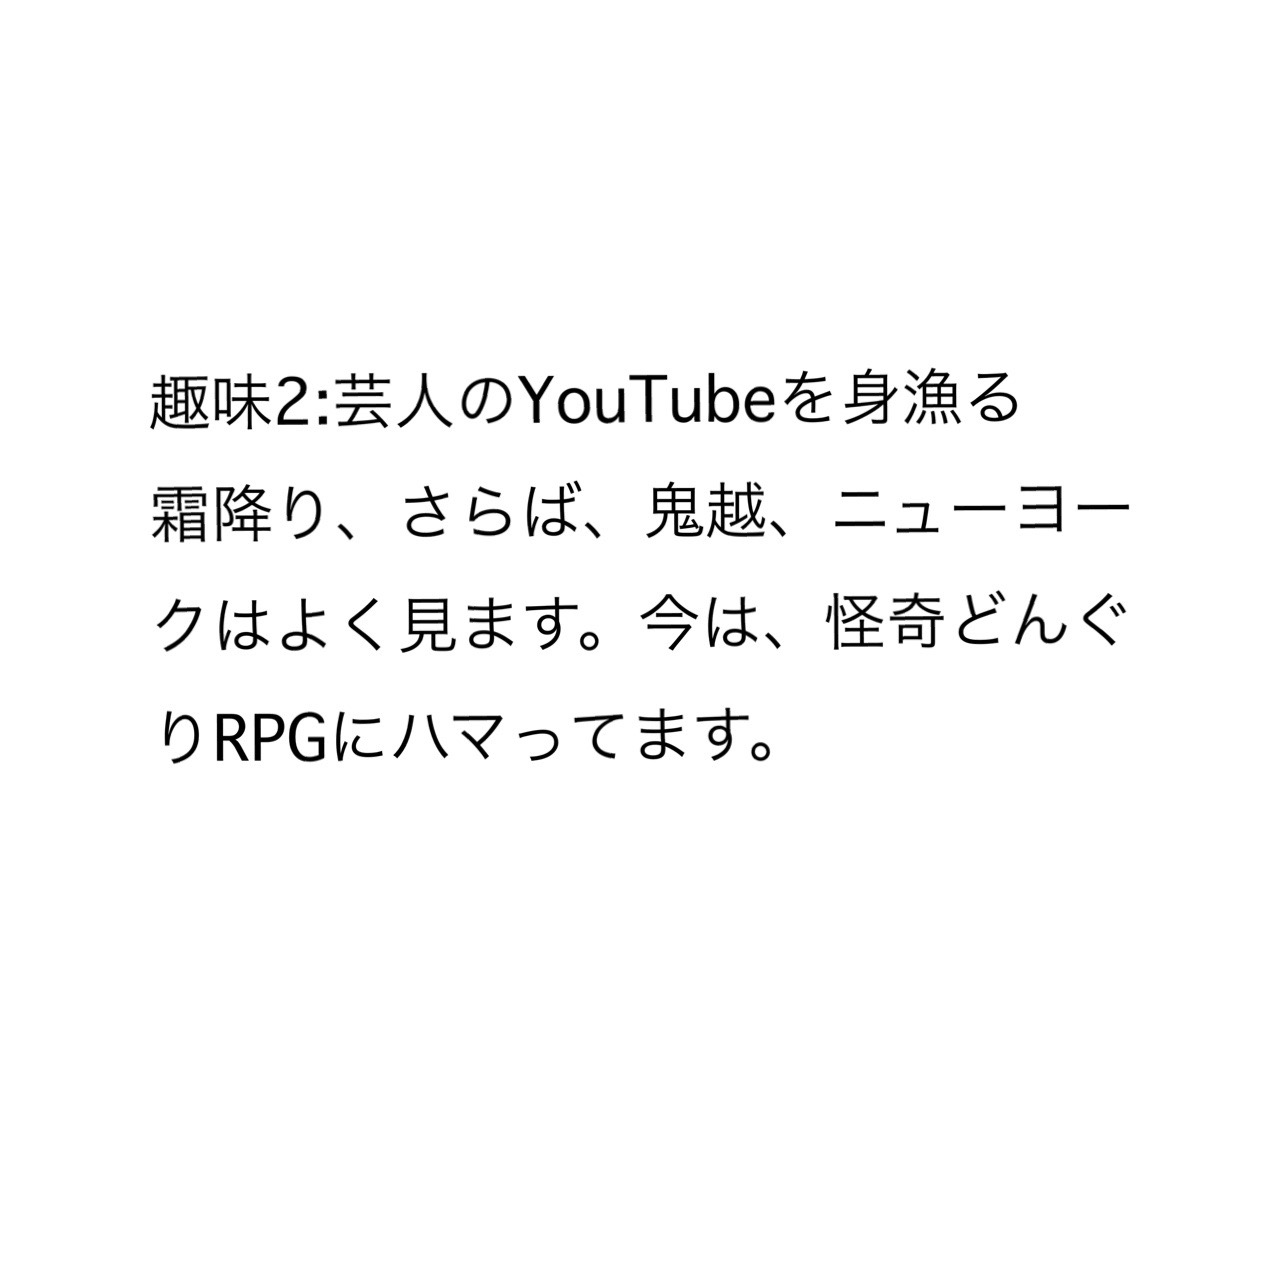 趣味2:芸人のYouTubeを身漁る
霜降り、さらば、鬼越、ニューヨー
クはよく見ます。今は、怪奇どんぐ
りRPGにハマってます。